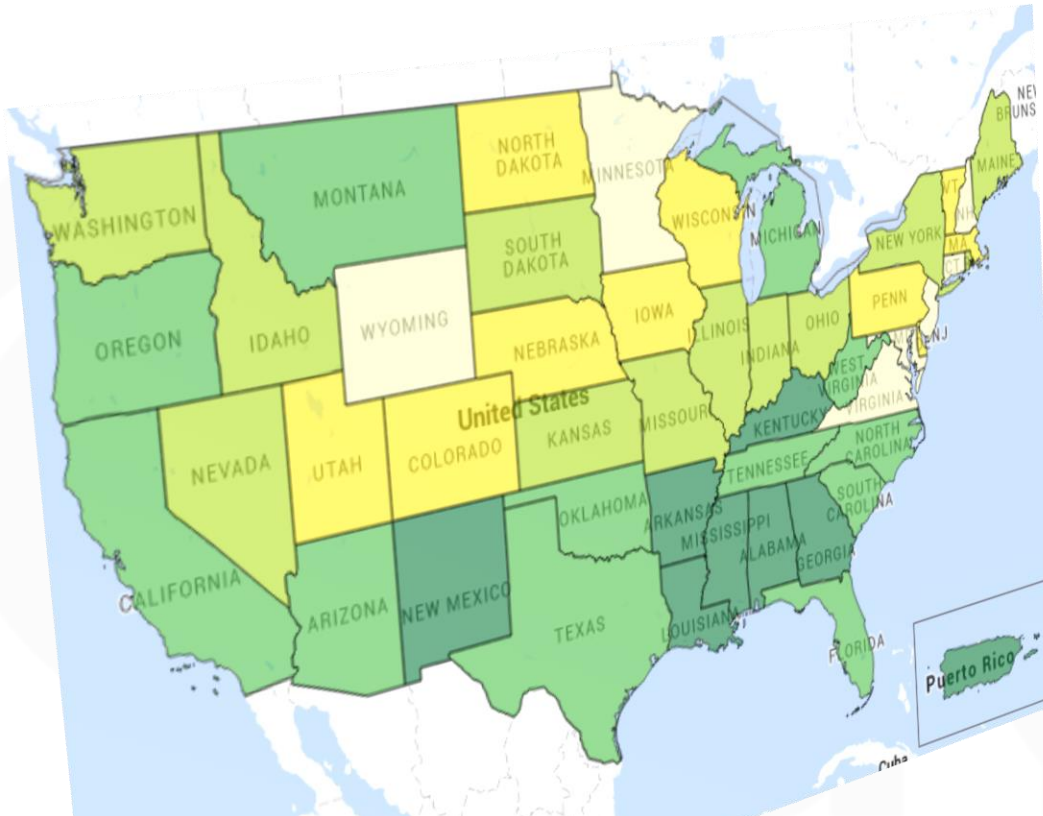 NEW
BRUNS
NORTH
DAKOTA
MONTANA
MINNESOTA
MAINE
WASHINGTON
WISCONSIN
VT
NH
MICHIGAN
SOUTH
DAKOTA
NEW YORK
MA
CT
OREGON
IDAHO
WYOMING
IOWA
PENN
NEBRASKA
ILLINOIS
INDIANA
OHIO
NJ
United States
WEST
VIRGINIA
VIRGINIA
NEVADA
UTAH
COLORADO
KANSAS
MISSOURI
KENTUCKY
NORTH
CAROLINA
TENNESSEE
SOUTH
CAROLINA
OKLAHOMA
ARKANSAS
MISSISSIPPI
ALABAMA
GEORGIA
CALIFORNIA
ARIZONA
NEW MEXICO
TEXAS
LOUISIANA
FLORIDA
Puerto Rico
Cuba